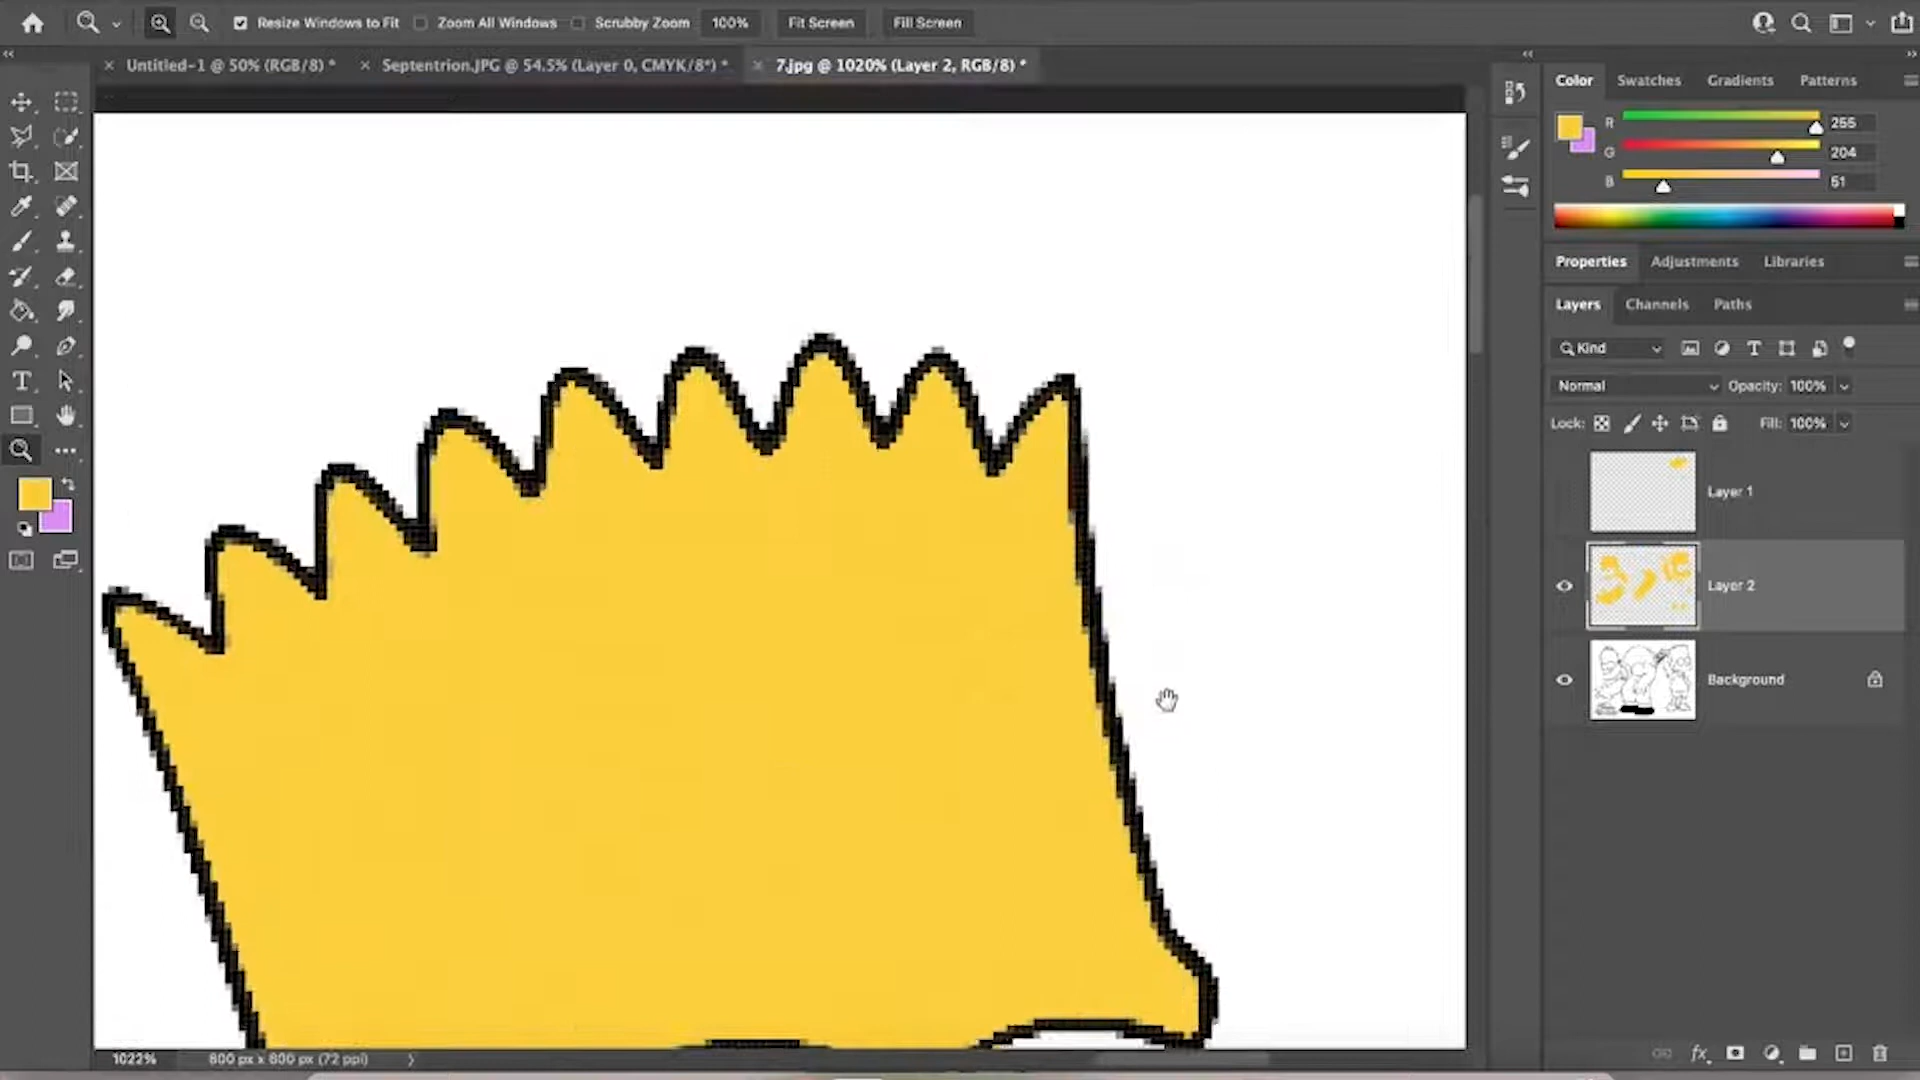 Resize Windows to Fit Zoom All Windows Scrubby Zoom 100% Fit Screen Fill Screen
Untitled-1 @ 50% (RGB/8) * Septentrion.JPG @ 54.5% (Layer 0, CMYK/8*) * 7.jpg @ 1020% (Layer 2, RGB/8) *
Color Swatches Gradients Patterns
R 255
G 204
B 51
Properties Adjustments Libraries
Layers Channels Paths
Kind
Normal Opacity: 100%
Lock: Fill: 100%
Layer 1
Layer 2
Background
1022% 800 px x 800 px (72 ppi)